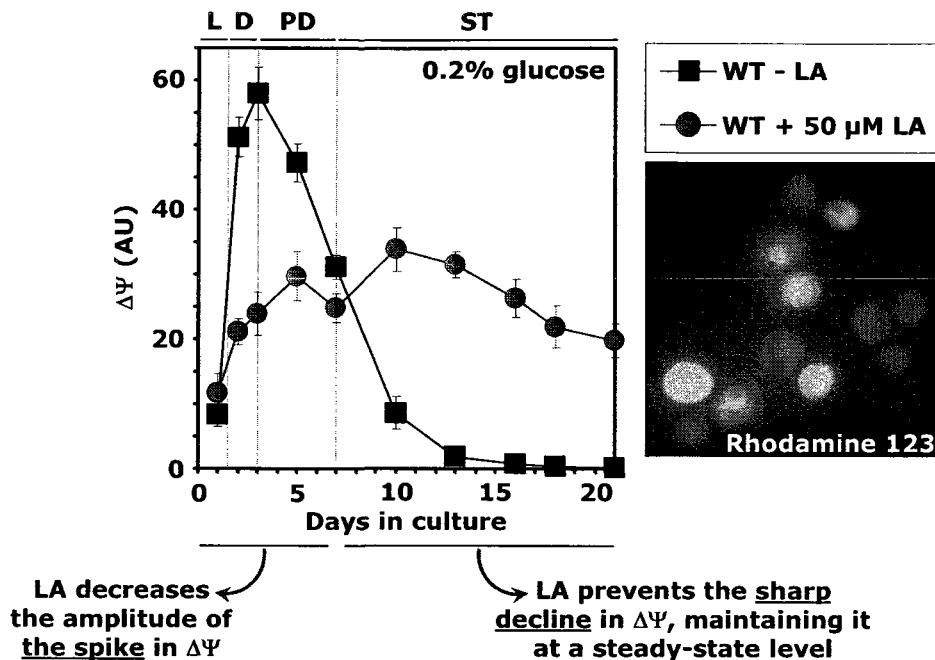 L D PD ST
0.2% glucose
60
40
20
0
ΔΨ (AU)
0 5 10 15 20
Days in culture
WT - LA
WT + 50 µM LA
Rhodamine 123
LA decreases
the amplitude of
the spike in ΔΨ
LA prevents the sharp
decline in ΔΨ, maintaining it
at a steady-state level